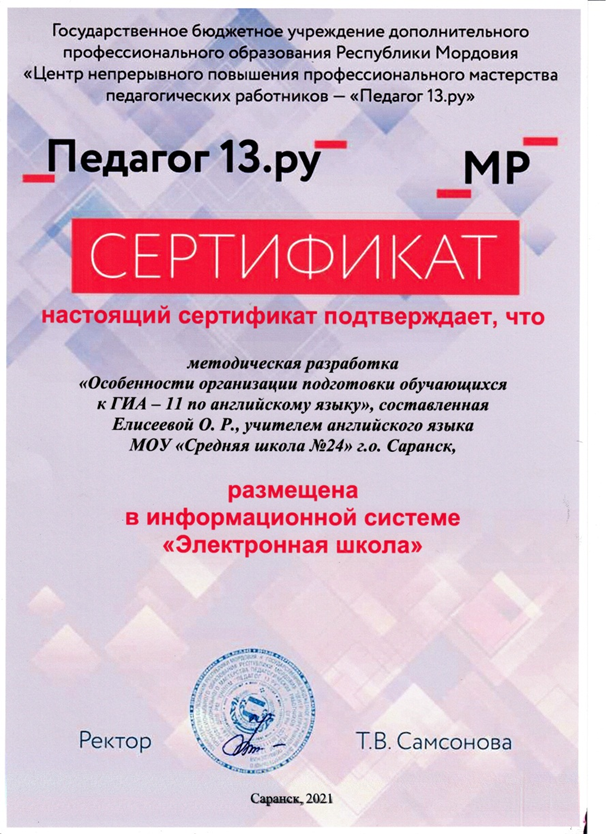 Государственное бюджетное учреждение дополнительного
профессионального образования Республики Мордовия
«Центр непрерывного повышения профессионального мастерства
педагогических работников — «Педагог 13.ру»
Педагог 13.ру
МР
СЕРТИФИКАТ
настоящий сертификат подтверждает, что
методическая разработка
«Особенности организации подготовки обучающихся
к ГИА – 11 по английскому языку», составленная
Елисеевой О. Р., учителем английского языка
МОУ «Средняя школа №24» г.о. Саранск,
размещена
в информационной системе
«Электронная школа»
Ректор
Т.В. Самсонова
Саранск, 2021